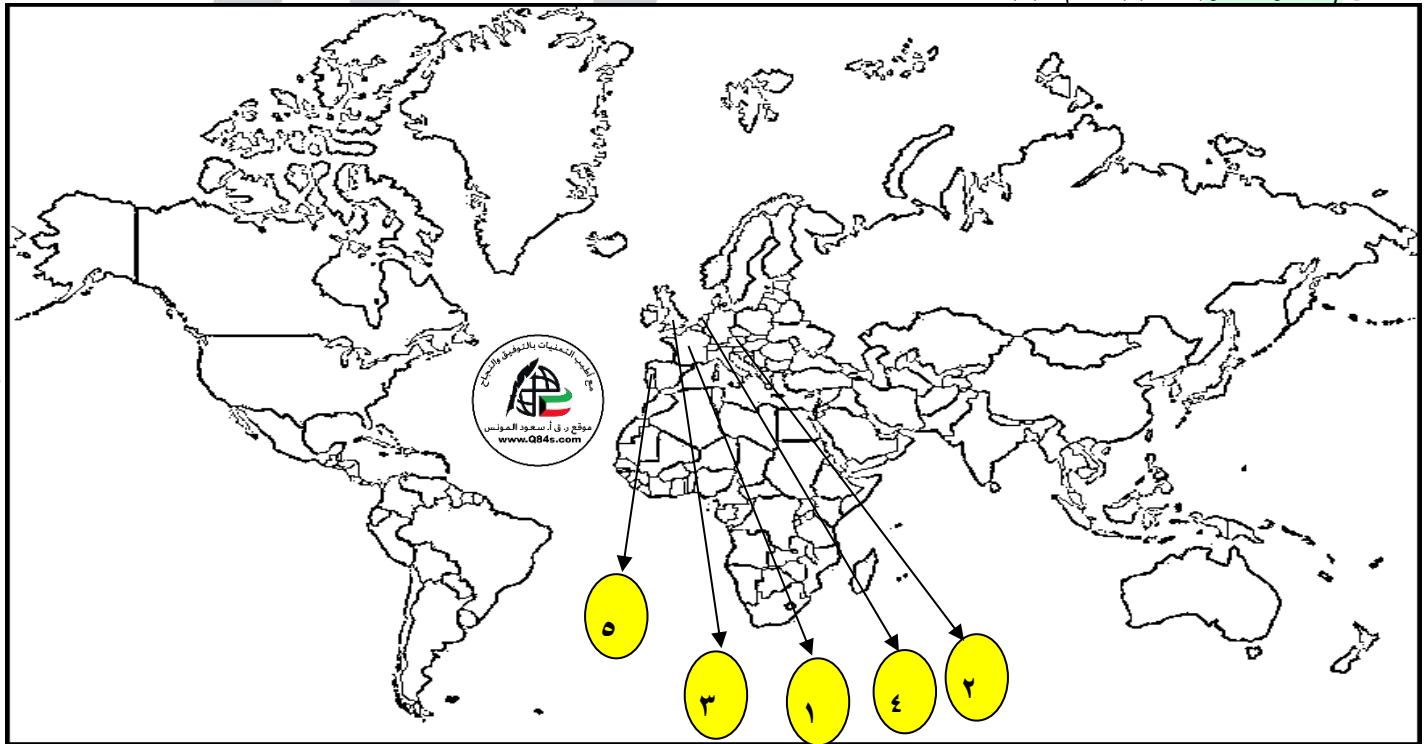 مع أطيب التمنيات بالتوفيق والنجاح
موقع ر. ق أ. سعود المونس
www.Q84s.com
٥
٣
١
٤
٢